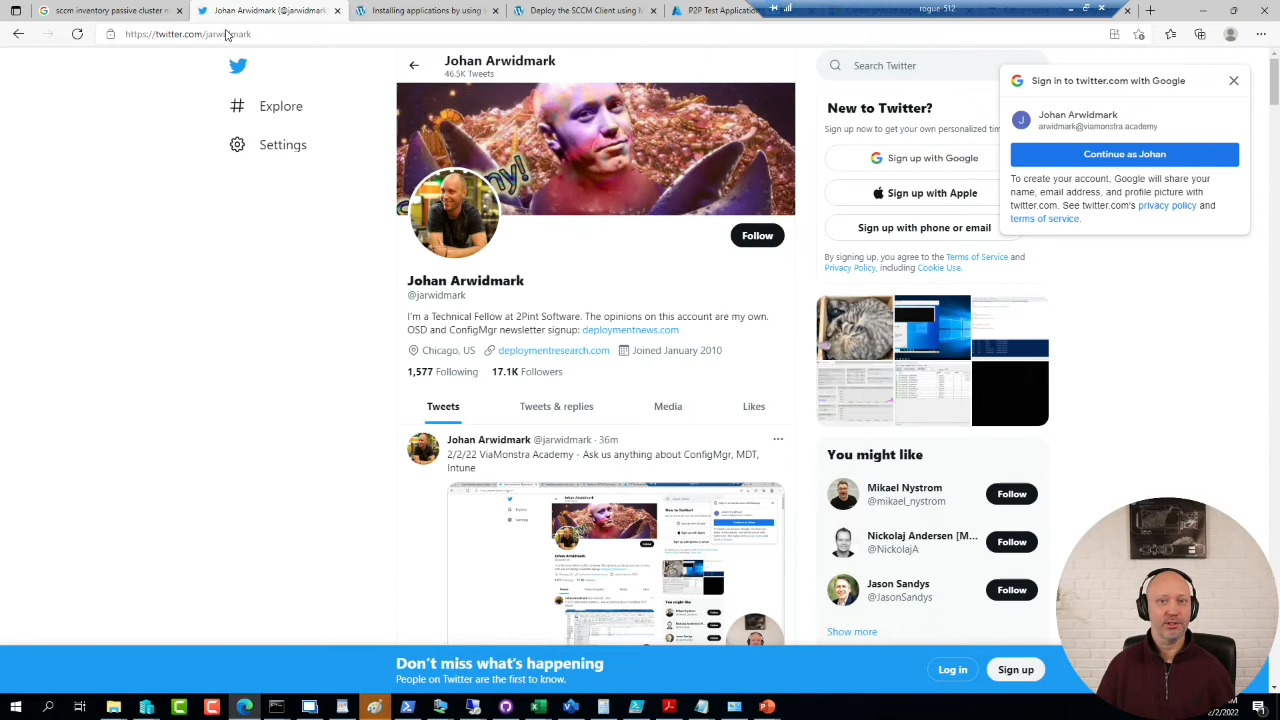 sccm inventory passive cluster n
Johan Arwidmark (@jarwidmark)
Installing applications by using
Deploy the SCCM Client using I
P2P Test Applications
rogue-512
https://twitter.com/jarwidmark
Johan Arwidmark
46.5K Tweets
Search Twitter
Explore
Settings
ny!
Follow
Johan Arwidmark
@jarwidmark
I'm a Technical Fellow at 2Pint Software. The opinions on this account are my own.
OSD and ConfigMgr newsletter signup: deploymentnews.com
Chicago, US deploymentresearch.com Joined January 2010
1,577 Following 17.1K Followers
Tweets Tweets & replies Media Likes
Johan Arwidmark @jarwidmark · 36m
2/2/22 ViaMonstra Academy - Ask us anything about ConfigMgr, MDT,
Intune
Johan Arwidmark
New to Twitter?
Sign up now to get your own personalized tim
Sign up with Google
Sign up with Apple
Sign up with phone or email
By signing up, you agree to the Terms of Service and
Privacy Policy, including Cookie Use.
Sign in to twitter.com with Google
J
Johan Arwidmark
arwidmark@viamonstra.academy
Continue as Johan
To create your account, Google will share your
name, email address, and profile picture with
twitter.com. See twitter.com's privacy policy and
terms of service.
You might like
Mikael Nystrom
@mikael_nystrom
Follow
@NickolajA
Follow
Jason Sandys
@JasonSandys
Follow
Show more
Don't miss what's happening
People on Twitter are the first to know.
Log in
Sign up
2/2/2022